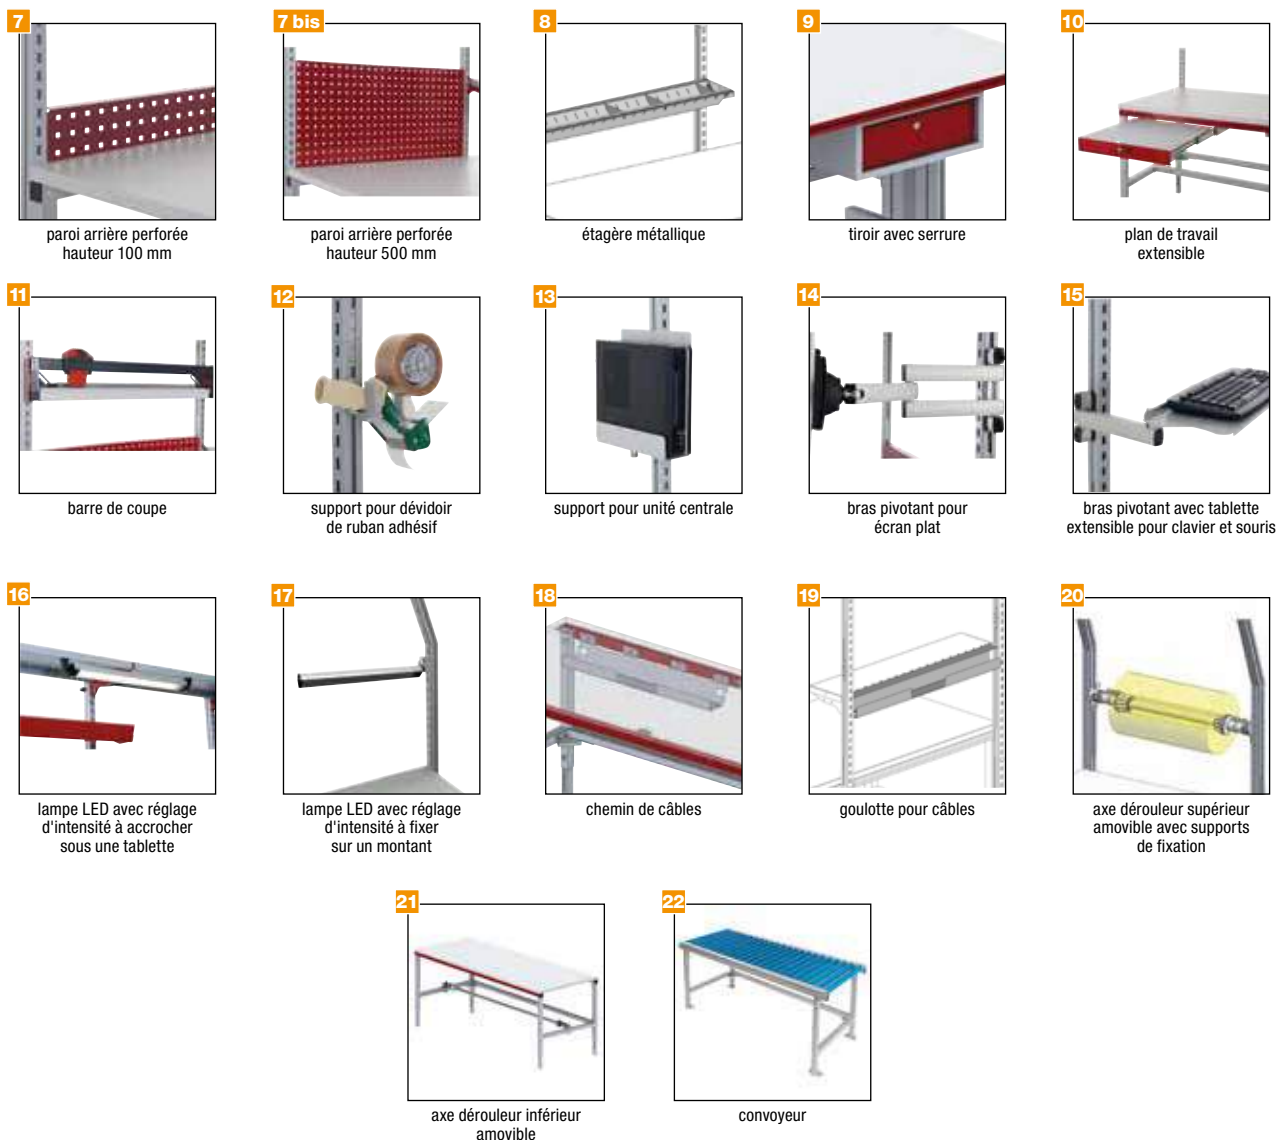 7
paroi arrière perforée
hauteur 100 mm
7 bis
paroi arrière perforée
hauteur 500 mm
8
étagère métallique
9
tiroir avec serrure
10
plan de travail
extensible
11
barre de coupe
12
support pour dévidoir
de ruban adhésif
13
support pour unité centrale
14
bras pivotant pour
écran plat
15
bras pivotant avec tablette
extensible pour clavier et souris
16
lampe LED avec réglage
d'intensité à accrocher
sous une tablette
17
lampe LED avec réglage
d'intensité à fixer
sur un montant
18
chemin de câbles
19
goulotte pour câbles
20
axe dérouleur supérieur
amovible avec supports
de fixation
21
axe dérouleur inférieur
amovible
22
convoyeur